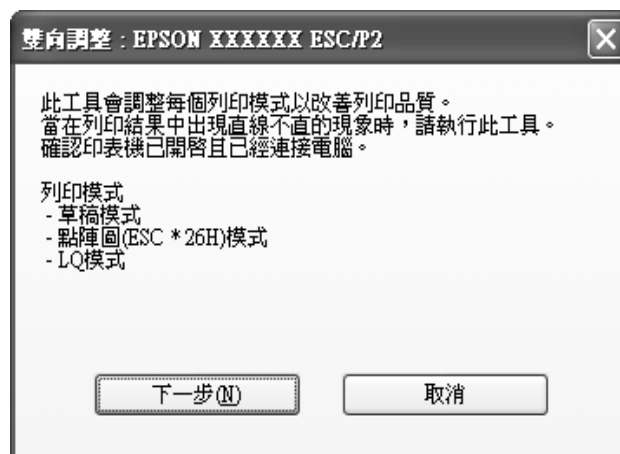 雙向調整：EPSON XXXXXX ESC/P2
此工具會調整每個列印模式以改善列印品質。
當在列印結果中出現直線不直的現象時，請執行此工具。
確認印表機已開啟且已經連接電腦。
列印模式
- 草稿模式
- 點陣圖(ESC * 26H)模式
- LQ模式
下一步(N)
取消